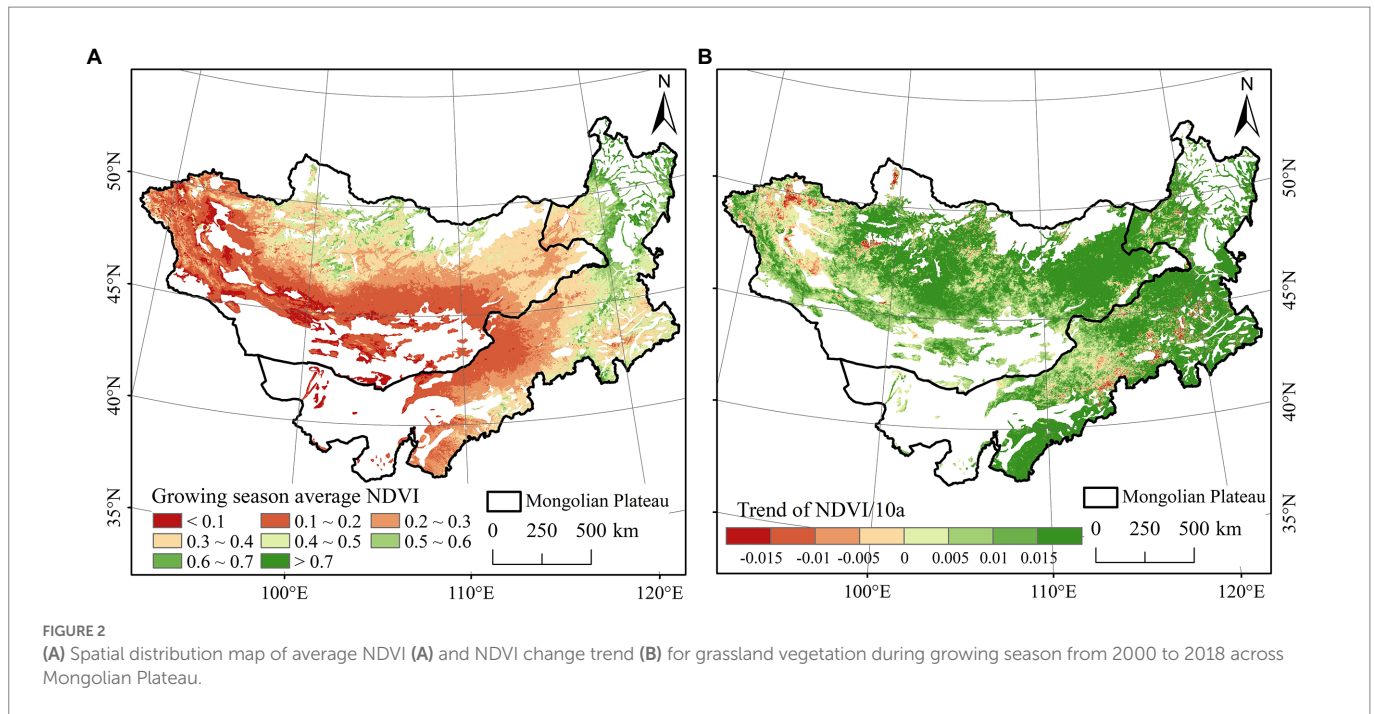 A
B
N
N
50°N
45°N
40°N
35°N
50°N
45°N
40°N
35°N
Growing season average NDVI
< 0.1 0.1 ~ 0.2 0.2 ~ 0.3
0.3 ~ 0.4 0.4 ~ 0.5 0.5 ~ 0.6
0.6 ~ 0.7 > 0.7
Mongolian Plateau
0 250 500 km
Trend of NDVI/10a
-0.015 -0.01 -0.005 0 0.005 0.01 0.015
Mongolian Plateau
0 250 500 km
100°E 110°E 120°E
100°E 110°E 120°E
FIGURE 2
(A) Spatial distribution map of average NDVI (A) and NDVI change trend (B) for grassland vegetation during growing season from 2000 to 2018 across
Mongolian Plateau.